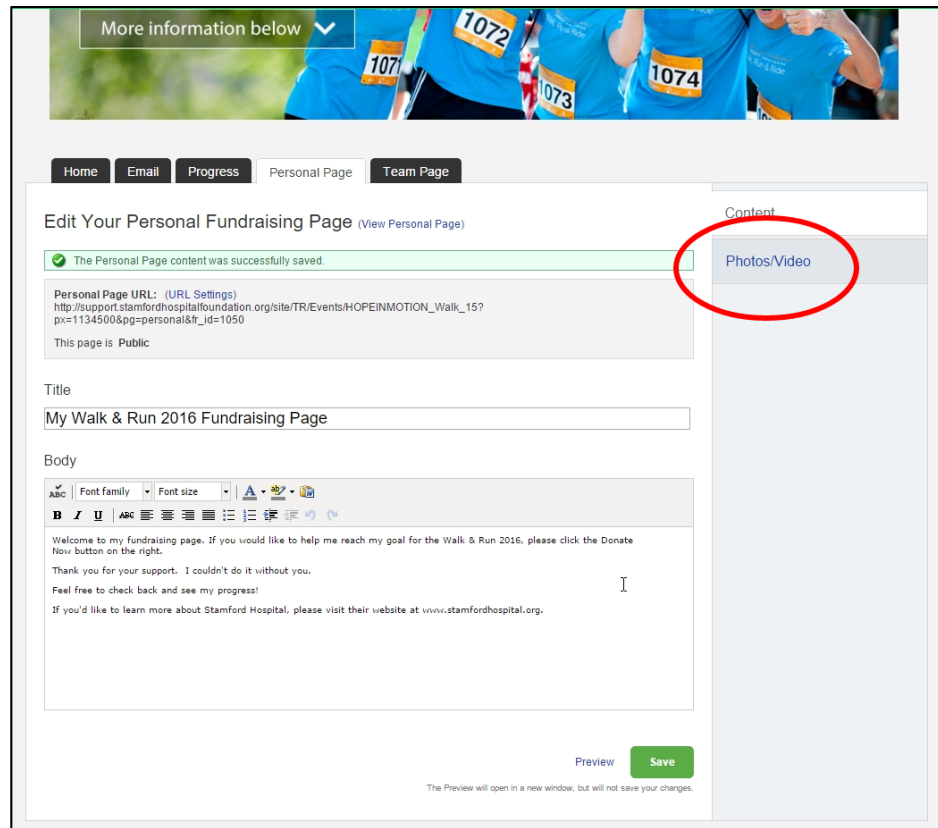 More information below
1072
1071
1073
1074
Home Email Progress Personal Page Team Page
Edit Your Personal Fundraising Page (View Personal Page)
The Personal Page content was successfully saved.
Personal Page URL: (URL Settings)
http://support.stamfordhospitalfoundation.org/site/TR/Events/HOPEINMOTION_Walk_15?
px=1134500&pg=personal&fr_id=1050
This page is Public
Content
Photos/Video
Title
My Walk & Run 2016 Fundraising Page
Body
ABC Font family Font size A ab
B I U ABC
Welcome to my fundraising page. If you would like to help me reach my goal for the Walk & Run 2016, please click the Donate
Now button on the right.
Thank you for your support. I couldn't do it without you.
Feel free to check back and see my progress!
If you'd like to learn more about Stamford Hospital, please visit their website at www.stamfordhospital.org.
Preview Save
The Preview will open in a new window, but will not save your changes.